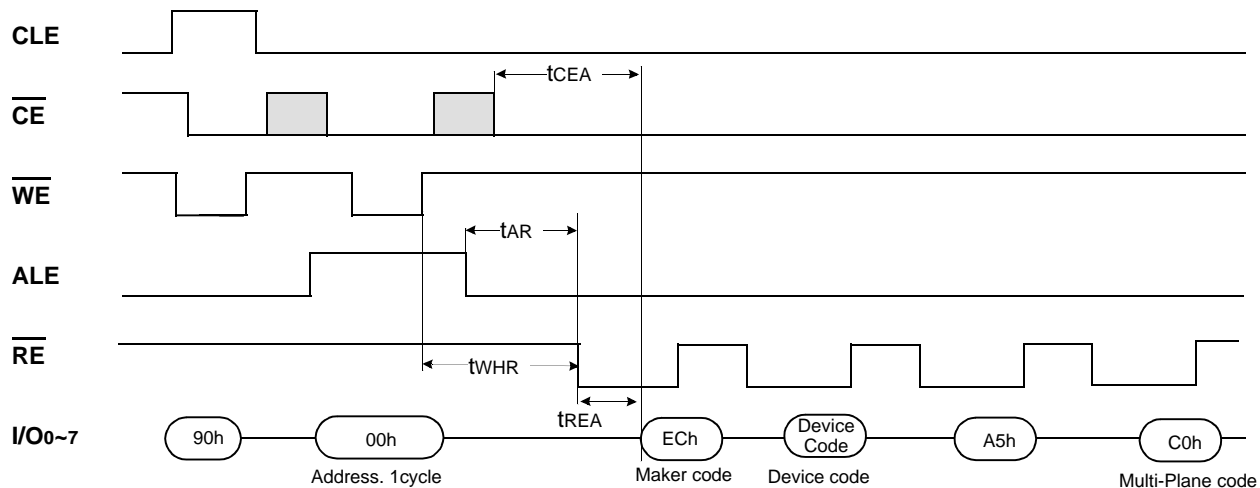 CLE
tCEA
CE
WE
tAR
ALE
RE
tWHR
tREA
I/O0~7
90h
00h
ECh
Device
Code
A5h
C0h
Address. 1cycle
Maker code
Device code
Multi-Plane code